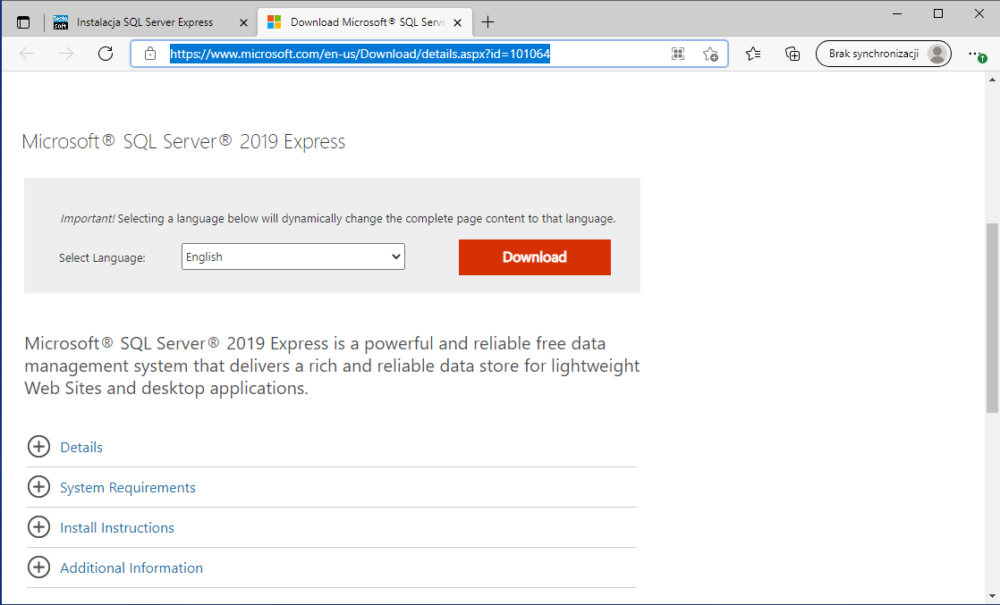 Testo
soft
Instalacja SQL Server Express
Download Microsoft® SQL Serve
https://www.microsoft.com/en-us/Download/details.aspx?id=101064
Brak synchronizacji
Microsoft® SQL Server® 2019 Express
Important! Selecting a language below will dynamically change the complete page content to that language.
Select Language:
English
Download
Microsoft® SQL Server® 2019 Express is a powerful and reliable free data
management system that delivers a rich and reliable data store for lightweight
Web Sites and desktop applications.
Details
System Requirements
Install Instructions
Additional Information